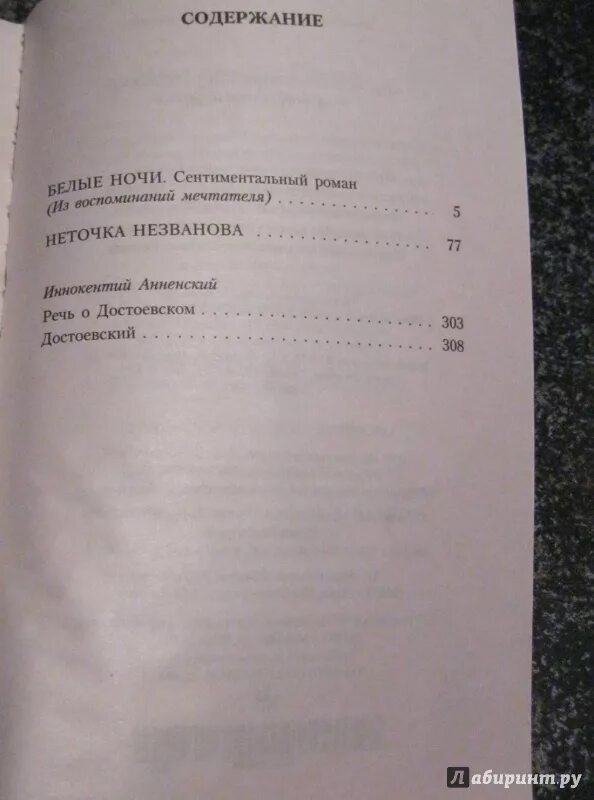 СОДЕРЖАНИЕ
БЕЛЫЕ НОЧИ. Сентиментальный роман
(Из воспоминаний мечтателя) . . . . . . . . . . . . . . . . 5
НЕТОЧКА НЕЗВАНОВА . . . . . . . . . . . . . . . . . . 77
Иннокентий Анненский
Речь о Достоевском . . . . . . . . . . . . . . . . . . . . . . . 303
Достоевский . . . . . . . . . . . . . . . . . . . . . . . . . . . . . 308
Лабиринт.ру